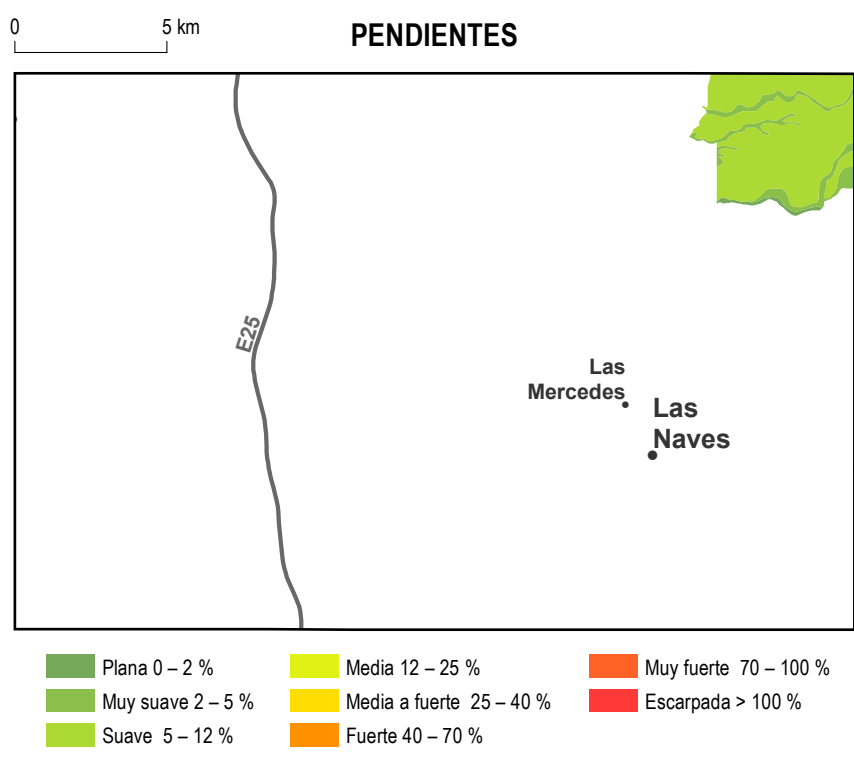 0 5 km
PENDIENTES
E25
Las
Mercedes
Las
Naves
Plana 0 – 2 %
Muy suave 2 – 5 %
Suave 5 – 12 %
Media 12 – 25 %
Media a fuerte 25 – 40 %
Fuerte 40 – 70 %
Muy fuerte 70 – 100 %
Escarpada > 100 %